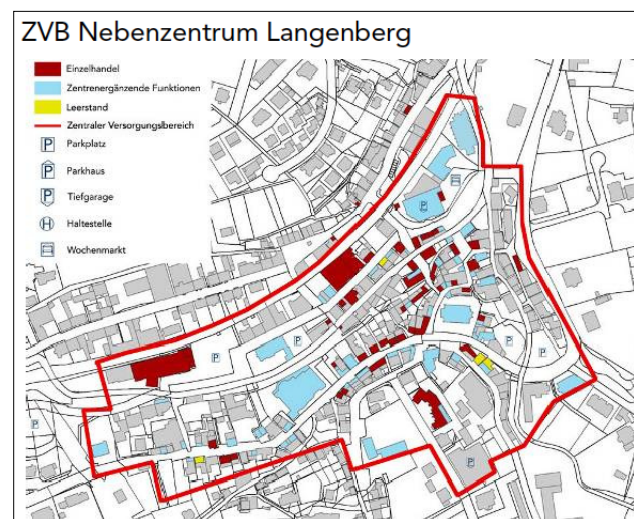 ZVB Nebenzentrum Langenberg
Einzelhandel
Zentrenergänzende Funktionen
Leerstand
Zentraler Versorgungsbereich
P Parkplatz
P Parkhaus
P Tiefgarage
H Haltestelle
Wochenmarkt
P
P
P
P
P
P
P
P